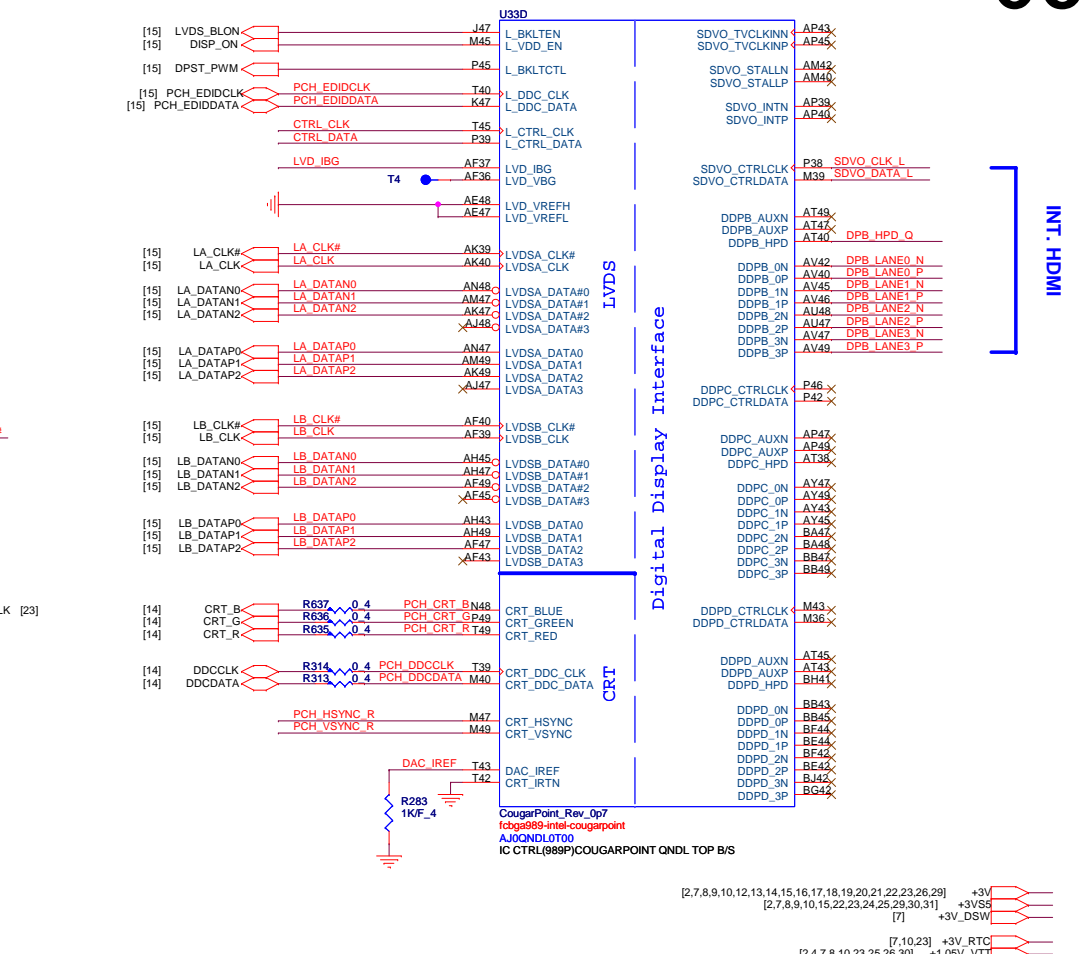 U33D
[15] LVDS_BLON J47 L_BKLTEN SDVO_TVCLKINN AP43
[15] DISP_ON M45 L_VDD_EN SDVO_TVCLKINP AP45
SDVO_STALLN AM42
[15] DPST_PWM P45 L_BKLTCTL SDVO_STALLP AM40
[15] PCH_EDIDCLK PCH_EDIDCLK T40 L_DDC_CLK
[15] PCH_EDIDDATA PCH_EDIDDATA K47 L_DDC_DATA SDVO_INTN AP39
SDVO_INTP AP40
CTRL_CLK T45 L_CTRL_CLK
CTRL_DATA P39 L_CTRL_DATA
LVD_IBG AF37 LVD_IBG SDVO_CTRLCLK P38 SDVO_CLK_L
T4 AF36 LVD_VBG SDVO_CTRLDATA M39 SDVO_DATA_L
AE48 LVD_VREFH
AE47 LVD_VREFL DDPB_AUXN AT49
DDPB_AUXP AT47
DDPB_HPD AT40 DPB_HPD_Q
INT. HDMI
[15] LA_CLK# LA_CLK# AK39 LVDSA_CLK#
[15] LA_CLK LA_CLK AK40 LVDSA_CLK DDPB_0N AV42 DPB_LANE0_N
LVDS
DDPB_0P AV40 DPB_LANE0_P
[15] LA_DATAN0 LA_DATAN0 AN48 LVDSA_DATA#0 DDPB_1N AV45 DPB_LANE1_N
[15] LA_DATAN1 LA_DATAN1 AM47 LVDSA_DATA#1 DDPB_1P AV46 DPB_LANE1_P
[15] LA_DATAN2 LA_DATAN2 AK47 LVDSA_DATA#2 DDPB_2N AU48 DPB_LANE2_N
AJ48 LVDSA_DATA#3 DDPB_2P AU47 DPB_LANE2_P
DDPB_3N AV47 DPB_LANE3_N
[15] LA_DATAP0 LA_DATAP0 AN47 LVDSA_DATA0 DDPB_3P AV49 DPB_LANE3_P
[15] LA_DATAP1 LA_DATAP1 AM49 LVDSA_DATA1
[15] LA_DATAP2 LA_DATAP2 AK49 LVDSA_DATA2
AJ47 LVDSA_DATA3 DDPC_CTRLCLK P46
DDPC_CTRLDATA P42
Digital Display Interface
[15] LB_CLK# LB_CLK# AF40 LVDSB_CLK#
[15] LB_CLK LB_CLK AF39 LVDSB_CLK DDPC_AUXN AP47
DDPC_AUXP AP49
[15] LB_DATAN0 LB_DATAN0 AH45 LVDSB_DATA#0 DDPC_HPD AT38
[15] LB_DATAN1 LB_DATAN1 AH47 LVDSB_DATA#1
[15] LB_DATAN2 LB_DATAN2 AF49 LVDSB_DATA#2 DDPC_0N AY47
AF45 LVDSB_DATA#3 DDPC_0P AY49
DDPC_1N AY43
[15] LB_DATAP0 LB_DATAP0 AH43 LVDSB_DATA0 DDPC_1P AY45
[15] LB_DATAP1 LB_DATAP1 AH49 LVDSB_DATA1 DDPC_2N BA47
[15] LB_DATAP2 LB_DATAP2 AF47 LVDSB_DATA2 DDPC_2P BA48
AF43 LVDSB_DATA3 DDPC_3N BB47
DDPC_3P BB49
LK [23]
[14] CRT_B R637 0_4 PCH_CRT_B N48 CRT_BLUE DDPD_CTRLCLK M43
[14] CRT_G R636 0_4 PCH_CRT_G P49 CRT_GREEN DDPD_CTRLDATA M36
[14] CRT_R R635 0_4 PCH_CRT_R T49 CRT_RED
DDPD_AUXN AT45
[14] DDCCLK R314 0_4 PCH_DDCCLK T39 CRT_DDC_CLK DDPD_AUXP AT43
[14] DDCDATA R313 0_4 PCH_DDCDATA M40 CRT_DDC_DATA DDPD_HPD BH41
CRT
DDPD_0N BB43
PCH_HSYNC_R M47 CRT_HSYNC DDPD_0P BB45
PCH_VSYNC_R M49 CRT_VSYNC DDPD_1N BF44
DDPD_1P BE44
DDPD_2N BF42
DAC_IREF T43 DAC_IREF DDPD_2P BE42
T42 CRT_IRTN DDPD_3N BJ42
DDPD_3P BG42
R283
1K/F_4
CougarPoint_Rev_0p7
fcbga989-intel-cougarpoint
AJ0QNDL0T00
IC CTRL(989P)COUGARPOINT QNDL TOP B/S
[2,7,8,9,10,12,13,14,15,16,17,18,19,20,21,22,23,26,29] +3V
[2,7,8,9,10,15,22,23,24,25,29,30,31] +3VS5
[7] +3V_DSW
[7,10,23] +3V_RTC
[2,4,7,8,10,23,25,26,30] +1.05V_VTT